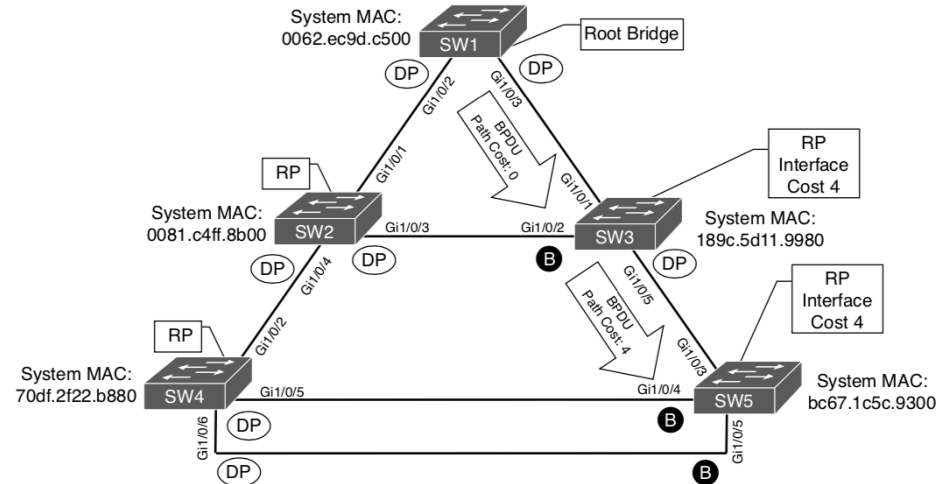 System MAC:
0062.ec9d.c500
SW1
Root Bridge
DP
DP
Gi1/0/2
Gi1/0/3
BPDU
Path Cost: 0
RP
Interface
Cost 4
RP
Gi1/0/1
Gi1/0/1
System MAC:
0081.c4ff.8b00
SW2
Gi1/0/3
Gi1/0/2
SW3
System MAC:
189c.5d11.9980
DP
DP
B
DP
Gi1/0/4
Gi1/0/5
BPDU
Path Cost: 4
RP
Interface
Cost 4
RP
Gi1/0/2
Gi1/0/3
System MAC:
70df.2f22.b880
SW4
Gi1/0/5
Gi1/0/4
SW5
System MAC:
bc67.1c5c.9300
DP
B
Gi1/0/6
Gi1/0/5
DP
B